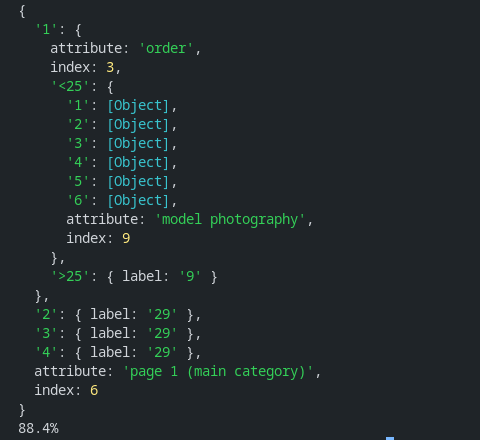 {
  '1': {
    attribute: 'order',
    index: 3,
    '<25': {
      '1': [Object],
      '2': [Object],
      '3': [Object],
      '4': [Object],
      '5': [Object],
      '6': [Object],
      attribute: 'model photography',
      index: 9
    },
    '>25': { label: '9' }
  },
  '2': { label: '29' },
  '3': { label: '29' },
  '4': { label: '29' },
  attribute: 'page 1 (main category)',
  index: 6
}
88.4%